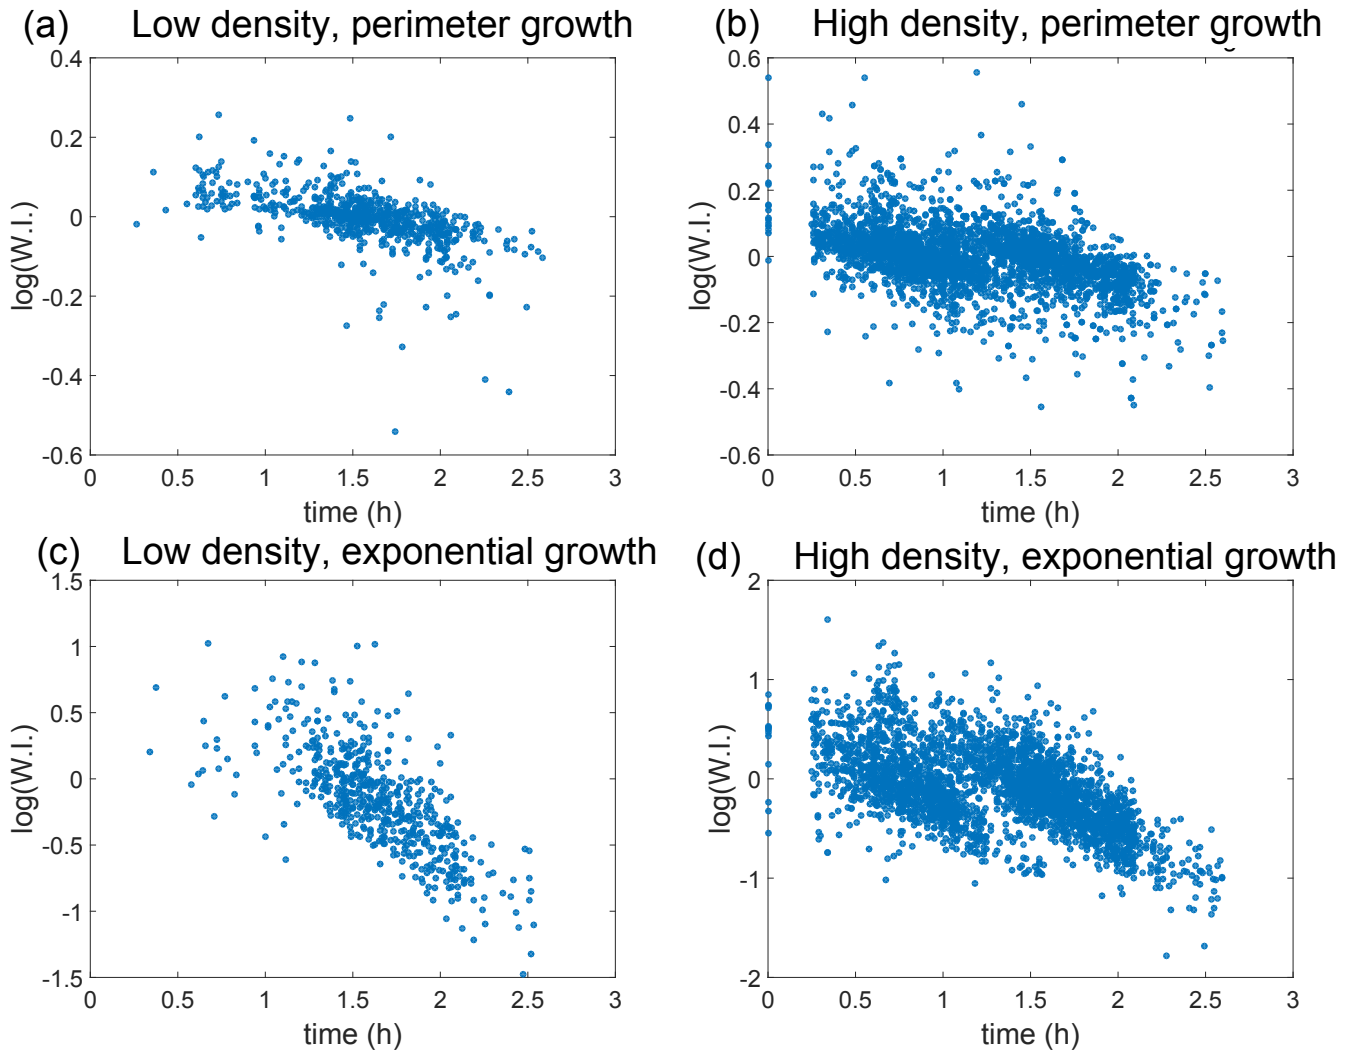 (a) Low density, perimeter growth
0.4
0.2
0
-0.2
-0.4
-0.6
0 0.5 1 1.5 2 2.5 3
time (h)
log(W.I.)
(b) High density, perimeter growth
0.6
0.4
0.2
0
-0.2
-0.4
-0.6
0 0.5 1 1.5 2 2.5 3
time (h)
log(W.I.)
(c) Low density, exponential growth
1.5
1
0.5
0
-0.5
-1
-1.5
0 0.5 1 1.5 2 2.5 3
time (h)
log(W.I.)
(d) High density, exponential growth
2
1
0
-1
-2
0 0.5 1 1.5 2 2.5 3
time (h)
log(W.I.)